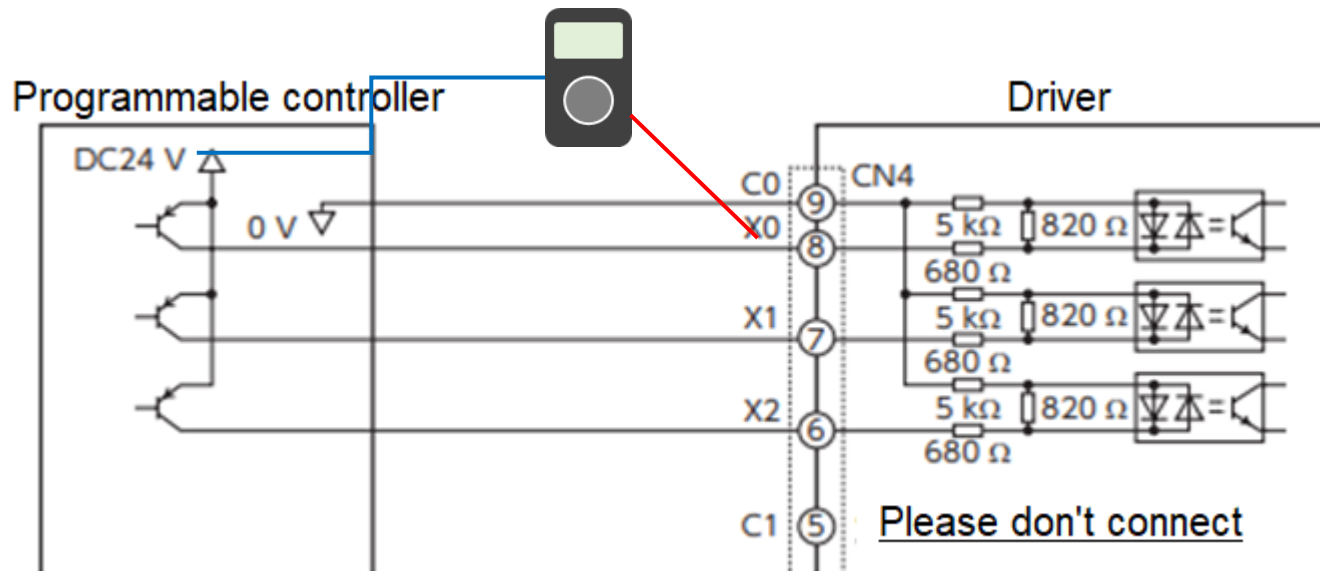 Programmable controller
Driver
DC24 V
C0
CN4
9
0 V
X0
5 kΩ
820 Ω
=
8
680 Ω
X1
5 kΩ
820 Ω
=
7
680 Ω
X2
5 kΩ
820 Ω
=
6
680 Ω
C1
5
Please don't connect